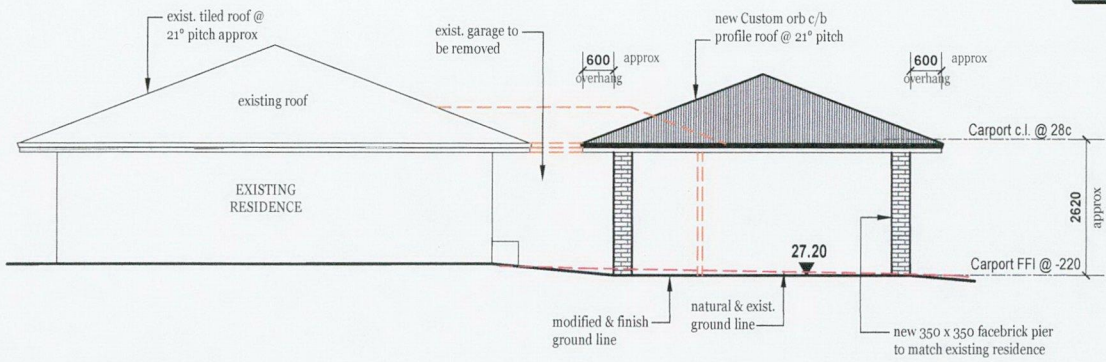 exist. tiled roof @
21° pitch approx
exist. garage to
be removed
new Custom orb c/b
profile roof @ 21° pitch
600 approx
overhang
600 approx
overhang
existing roof
Carport c.l. @ 28c
EXISTING
RESIDENCE
2620
approx
27.20
Carport FFl @ -220
modified & finish
ground line
natural & exist.
ground line
new 350 x 350 facebrick pier
to match existing residence